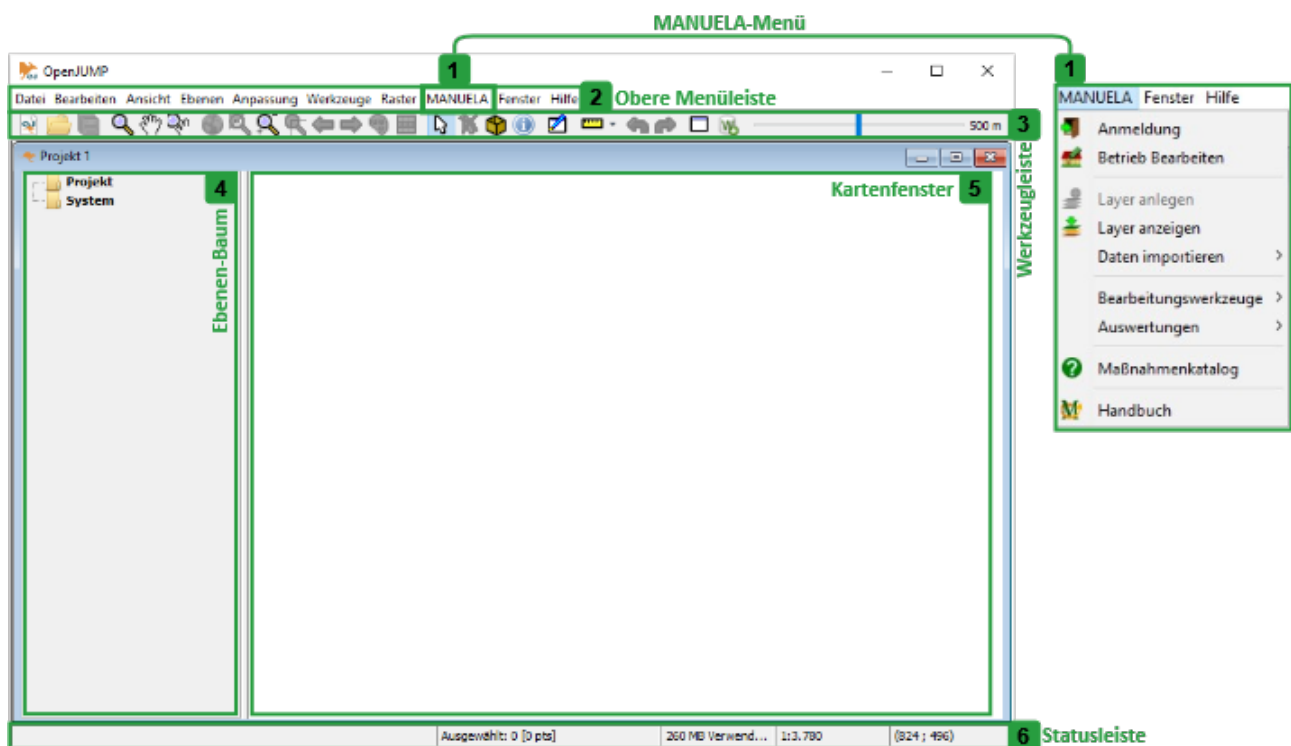 MANUELA-Menü
OpenJUMP
1
1
Datei Bearbeiten Ansicht Ebenen Anpassung Werkzeuge Raster MANUELA Fenster Hilfe 2 Obere Menüleiste
500 m 3
Werkzeugleiste
Projekt 1
Projekt
System
4
Ebenen-Baum
Kartenfenster 5
MANUELA Fenster Hilfe
Anmeldung
Betrieb Bearbeiten
Layer anlegen
Layer anzeigen
Daten importieren
Bearbeitungswerkzeuge
Auswertungen
Maßnahmenkatalog
Handbuch
Ausgewählt: 0 [0 pts] 260 MB Verwend... 1:3.780 (824 ; 496) 6 Statusleiste